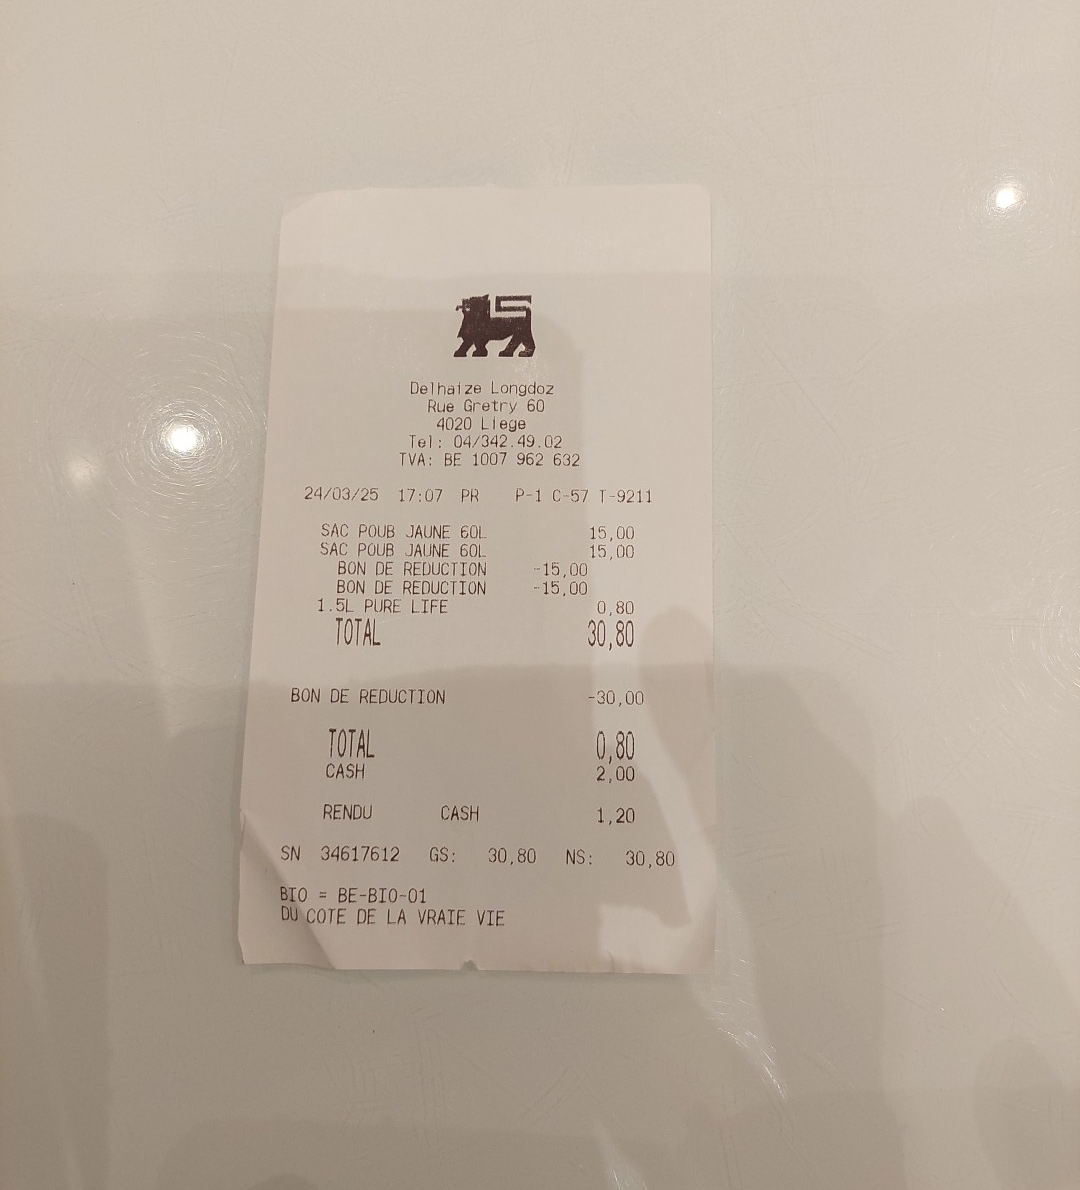 Delhaize Longdoz
Rue Gretry 60
4020 Liege
Tel: 04/342.49.02
TVA: BE 1007 962 632
24/03/25 17:07 PR P-1 C-57 T-9211
SAC POUB JAUNE 60L 15,00
SAC POUB JAUNE 60L 15,00
BON DE REDUCTION -15,00
BON DE REDUCTION -15,00
1.5L PURE LIFE 0,80
TOTAL 30,80
BON DE REDUCTION -30,00
TOTAL 0,80
CASH 2,00
RENDU CASH 1,20
SN 34617612 GS: 30,80 NS: 30,80
BIO = BE-BIO-01
DU COTE DE LA VRAIE VIE